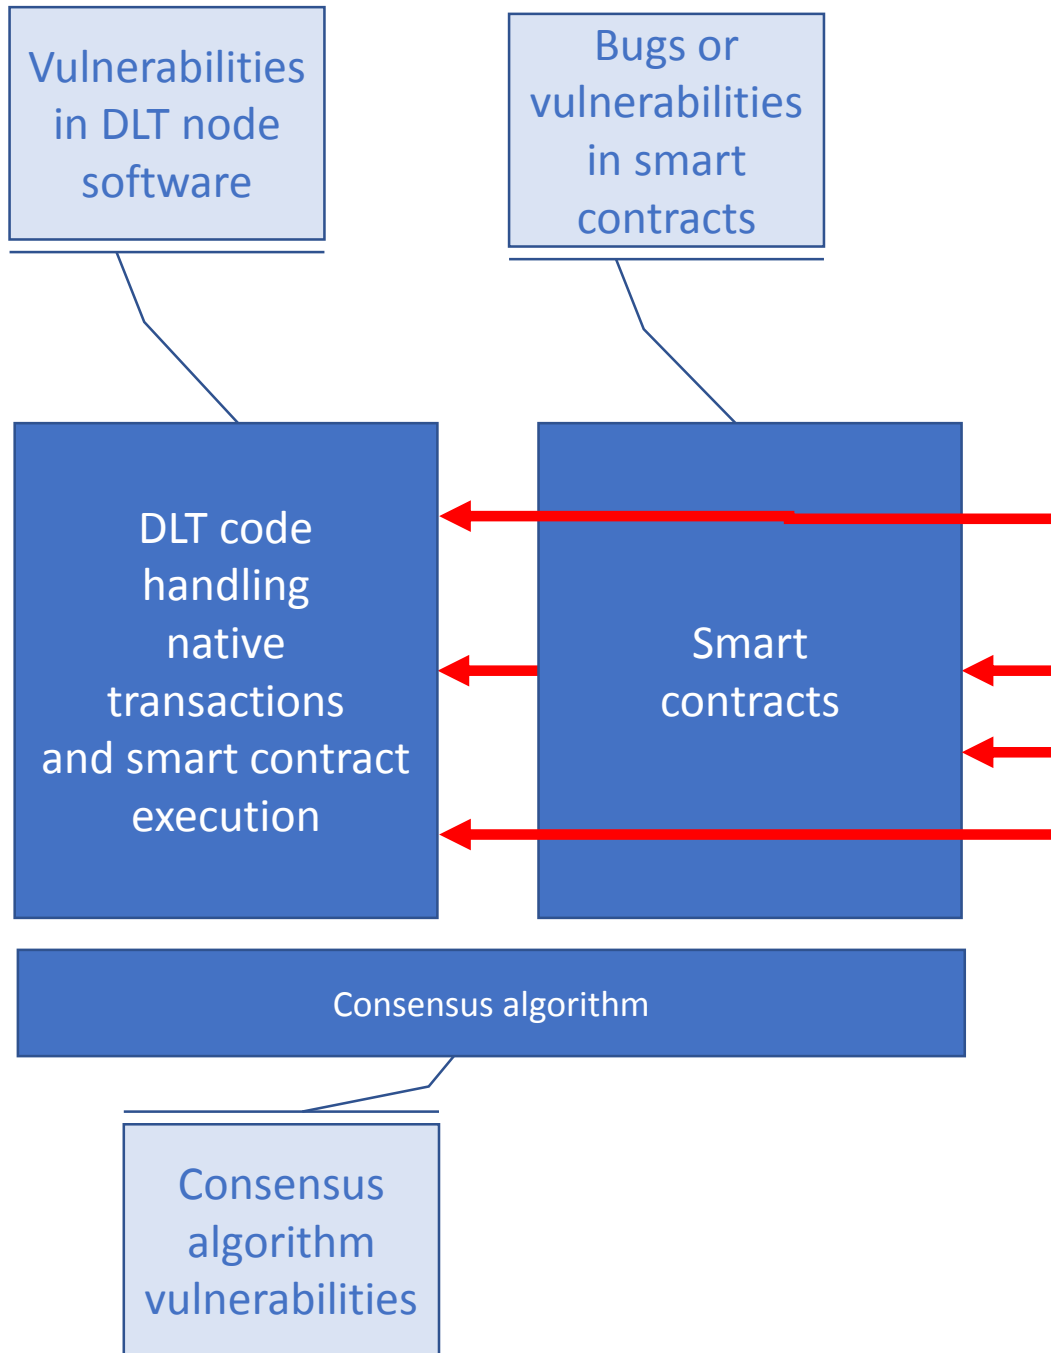 Vulnerabilities
in DLT node
software
Bugs or
vulnerabilities
in smart
contracts
DLT code
handling
native
transactions
and smart contract
execution
Smart
contracts
Consensus algorithm
Consensus
algorithm
vulnerabilities